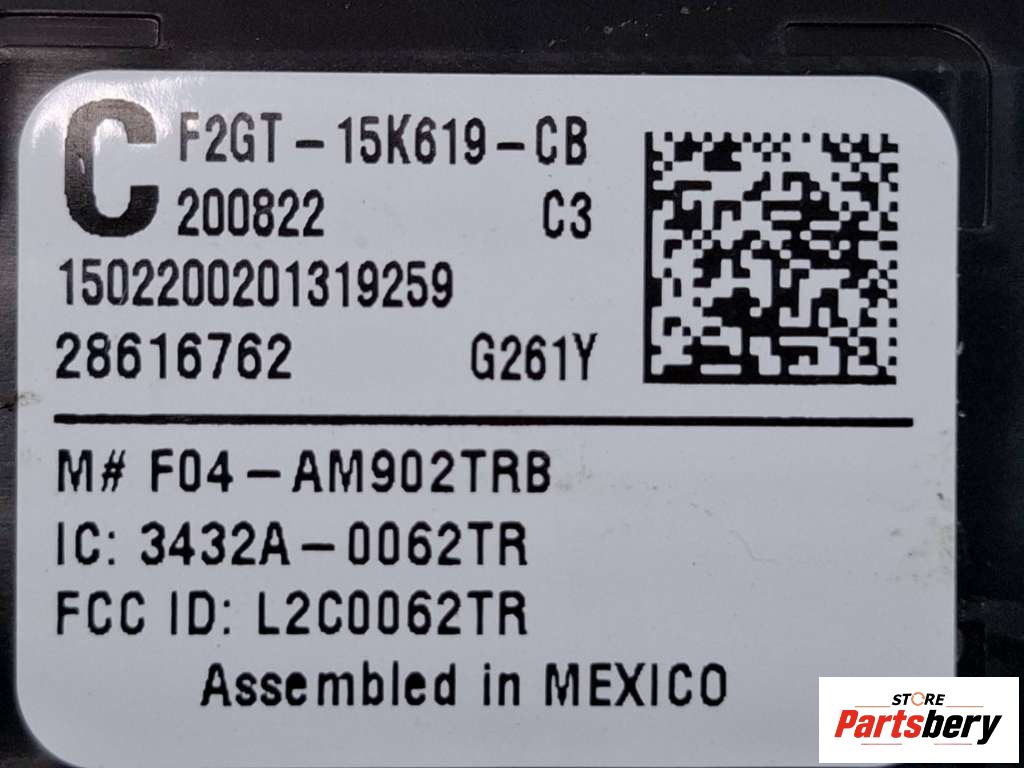 C F2GT-15K619-CB
200822 C3
1502200201319259
28616762 G261Y
M# F04-AM902TRB
IC: 3432A-0062TR
FCC ID: L2C0062TR
Assembled in MEXICO
STORE
Partsbery